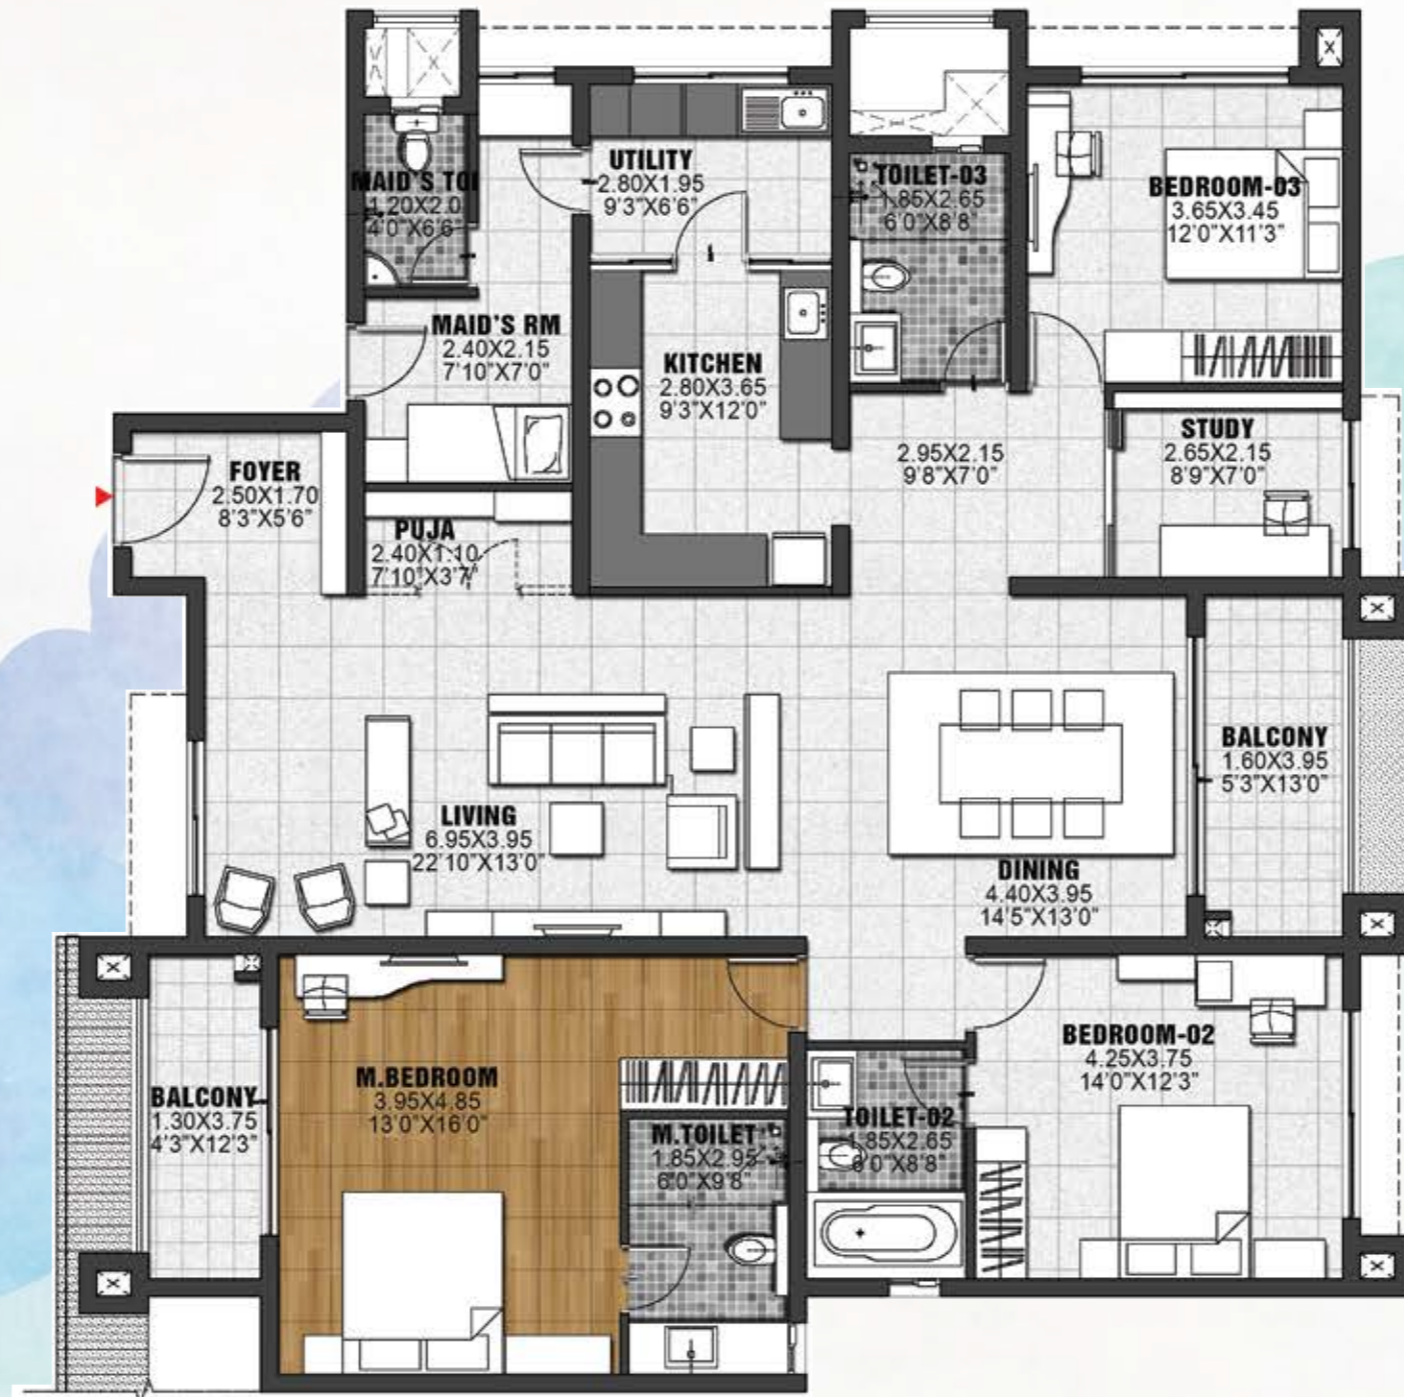 MAID'S TOI
1.20X2.0
4'0"X6'6
UTILITY
2.80X1.95
9'3"X6'6"
TOILET-03
1.85X2.65
6'0"X8'8"
BEDROOM-03
3.65X3.45
12'0"X11'3"
MAID'S RM
2.40X2.15
7'10"X7'0"
KITCHEN
2.80X3.65
9'3"X12'0"
2.95X2.15
9'8"X7'0"
STUDY
2.65X2.15
8'9"X7'0"
FOYER
2.50X1.70
8'3"X5'6"
PUJA
2.40X1.10
7'10"X3'7"
LIVING
6.95X3.95
22'10"X13'0"
DINING
4.40X3.95
14'5"X13'0"
BALCONY
1.60X3.95
5'3"X13'0"
BALCONY
1.30X3.75
4'3"X12'3"
M.BEDROOM
3.95X4.85
13'0"X16'0"
M.TOILET
1.85X2.95
6'0"X9'8"
TOILET-02
1.85X2.65
6'0"X8'8"
BEDROOM-02
4.25X3.75
14'0"X12'3"